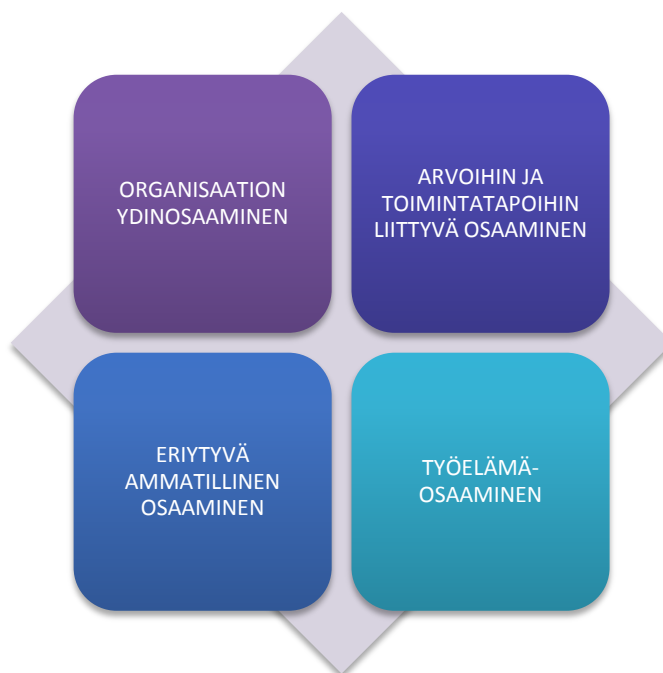 ORGANISAATION
YDINOSAAMINEN
ARVOIHIN JA
TOIMINTATAPOIHIN
LIITTYVÄ OSAAMINEN
ERIYTYVÄ
AMMATILLINEN
OSAAMINEN
TYÖELÄMÄ-
OSAAMINEN